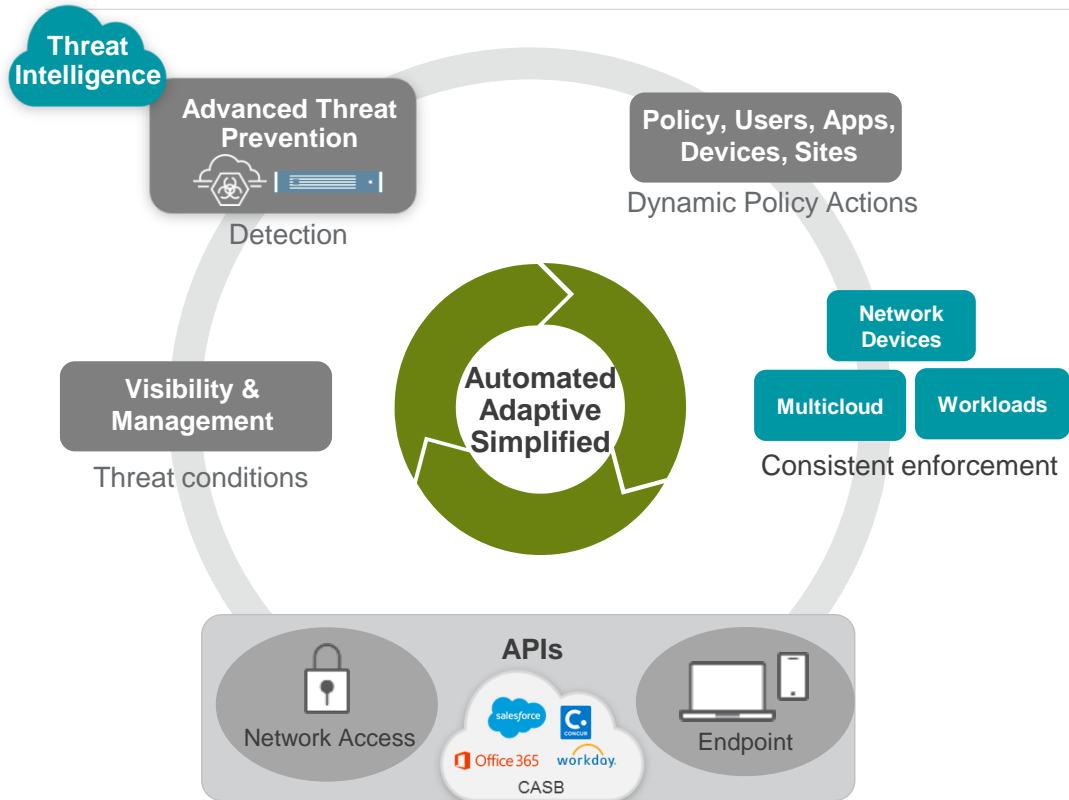 Threat
Intelligence
Advanced Threat
Prevention
Detection
Policy, Users, Apps,
Devices, Sites
Dynamic Policy Actions
Network
Devices
Multicloud
Workloads
Consistent enforcement
Visibility &
Management
Threat conditions
Automated
Adaptive
Simplified
APIs
Network Access
salesforce
C.
CONCUR
Office 365
workday.
CASB
Endpoint